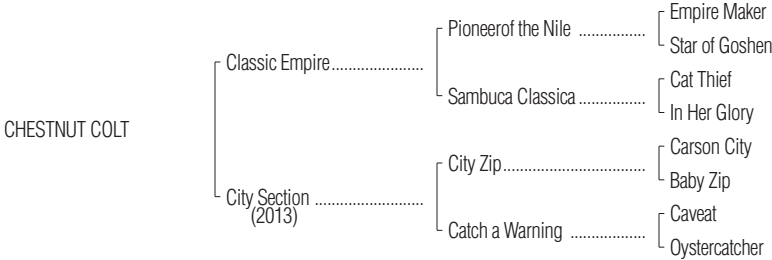 Empire Maker
Pioneerof the Nile ................
Star of Goshen
Classic Empire......................
Cat Thief
Sambuca Classica ................
In Her Glory
CHESTNUT COLT
Carson City
City Zip..................................
Baby Zip
City Section ..........................
(2013)
Caveat
Catch a Warning ..................
Oystercatcher